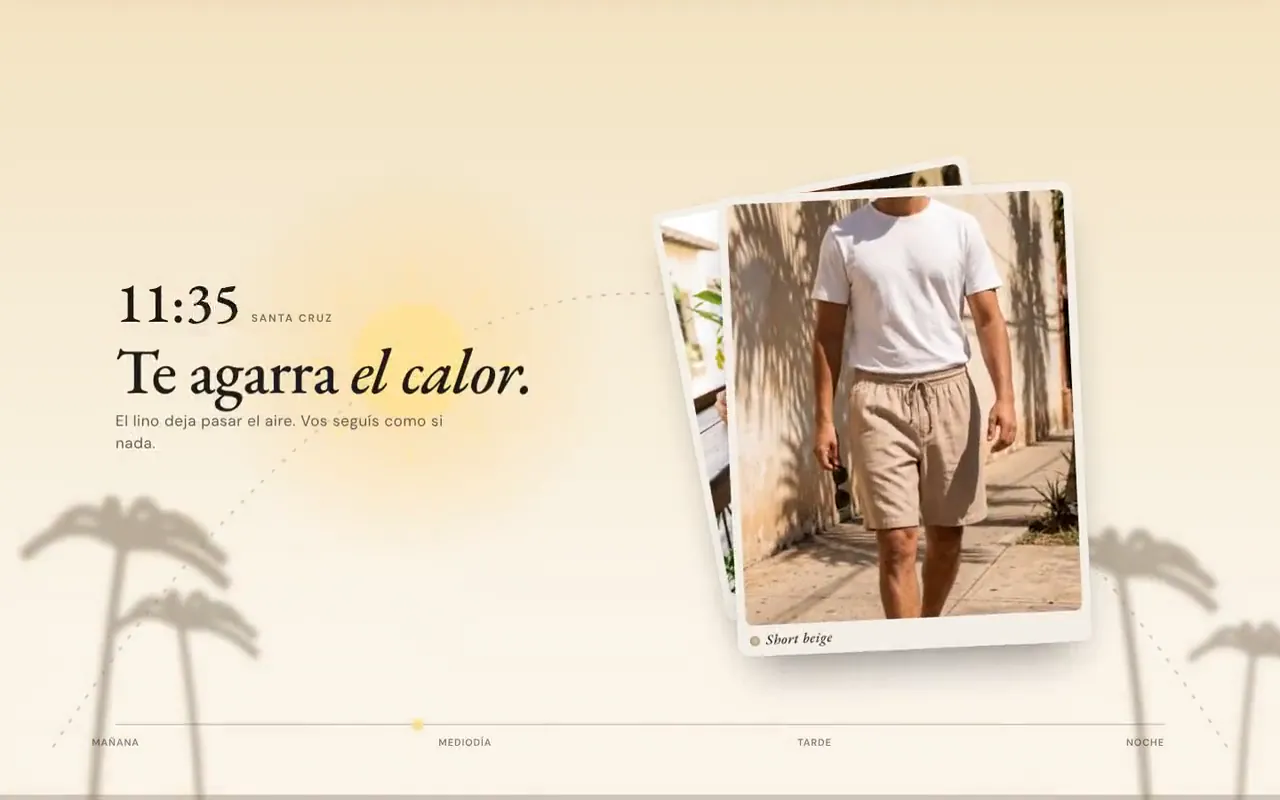 11:35 SANTA CRUZ
Te agarra el calor.
El lino deja pasar el aire. Vos seguís como si
nada.
Short beige
MAÑANA MEDIODÍA TARDE NOCHE